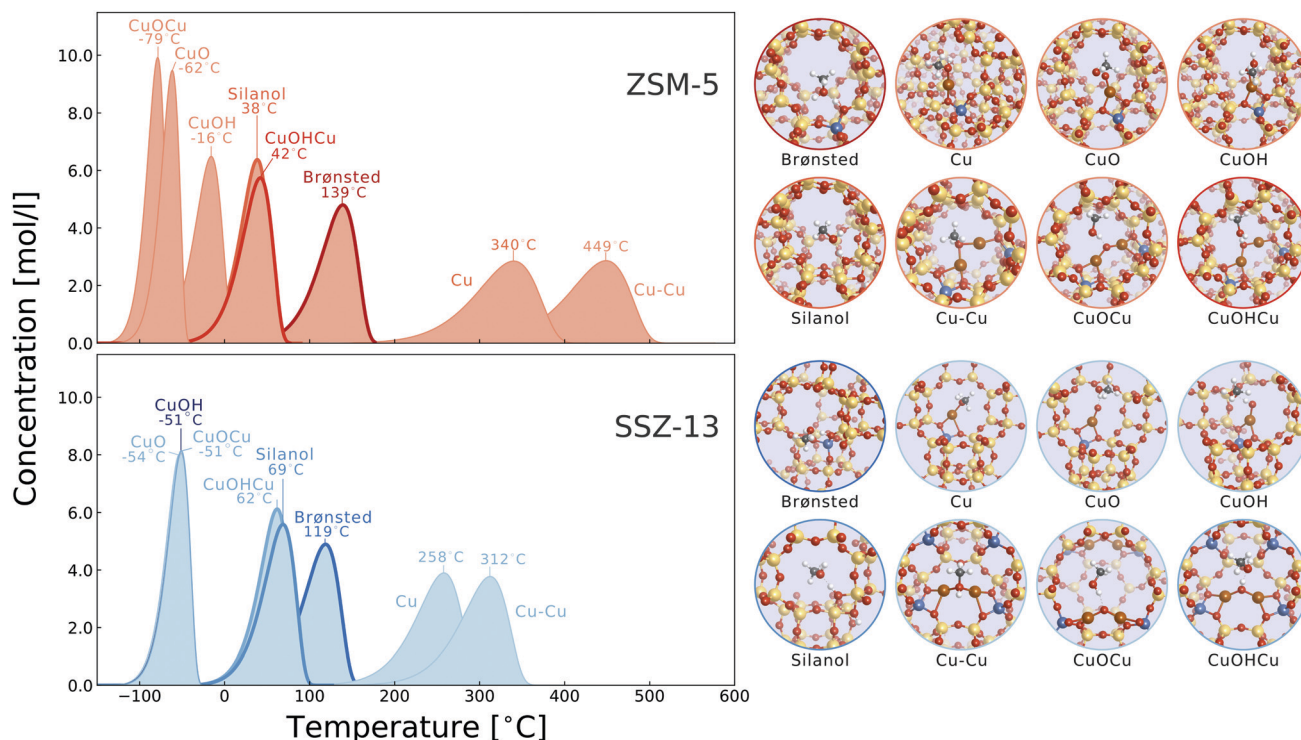 Concentration [mol/l]
ZSM-5
10.0
8.0
6.0
4.0
2.0
0.0
CuOCu
-79°C
CuO
-62°C
CuOH
-16°C
Silanol
38°C
CuOHCu
42°C
Brønsted
139°C
340°C
Cu
449°C
Cu-Cu
SSZ-13
10.0
8.0
6.0
4.0
2.0
0.0
CuOH
-51°C
CuO
-54°C
CuOCu
-51°C
Silanol
69°C
CuOHCu
62°C
Brønsted
119°C
258°C
Cu
312°C
Cu-Cu
−100 0 100 200 300 400 500 600
Temperature [°C]
Brønsted Cu CuO CuOH
Silanol Cu-Cu CuOCu CuOHCu
Brønsted Cu CuO CuOH
Silanol Cu-Cu CuOCu CuOHCu